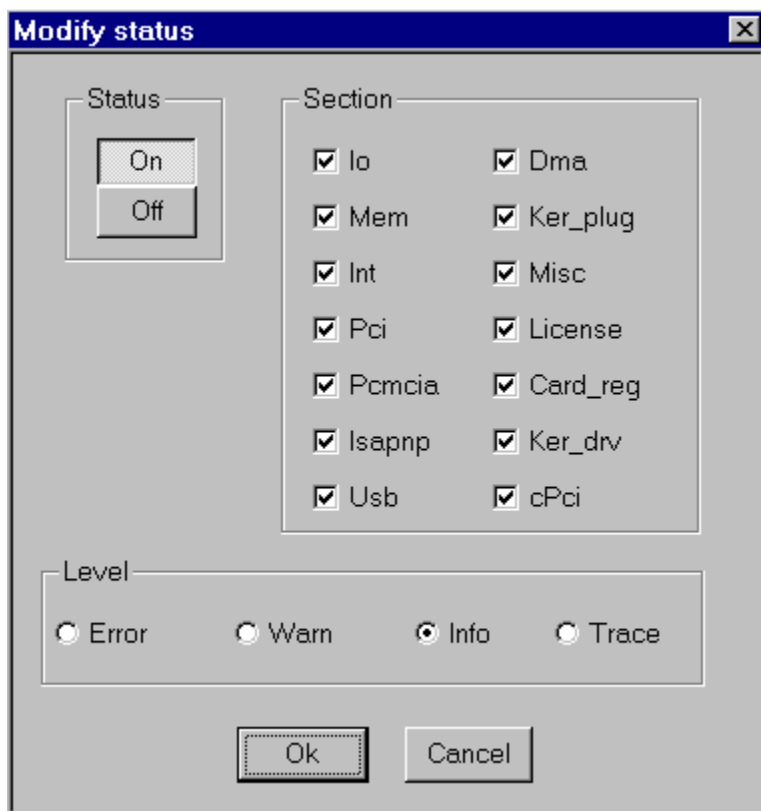 Modify status
Status
On
Off
Section
Io
Dma
Mem
Ker_plug
Int
Misc
Pci
License
Pcmcia
Card_reg
Isapnp
Ker_drv
Usb
cPci
Level
Error
Warn
Info
Trace
Ok
Cancel